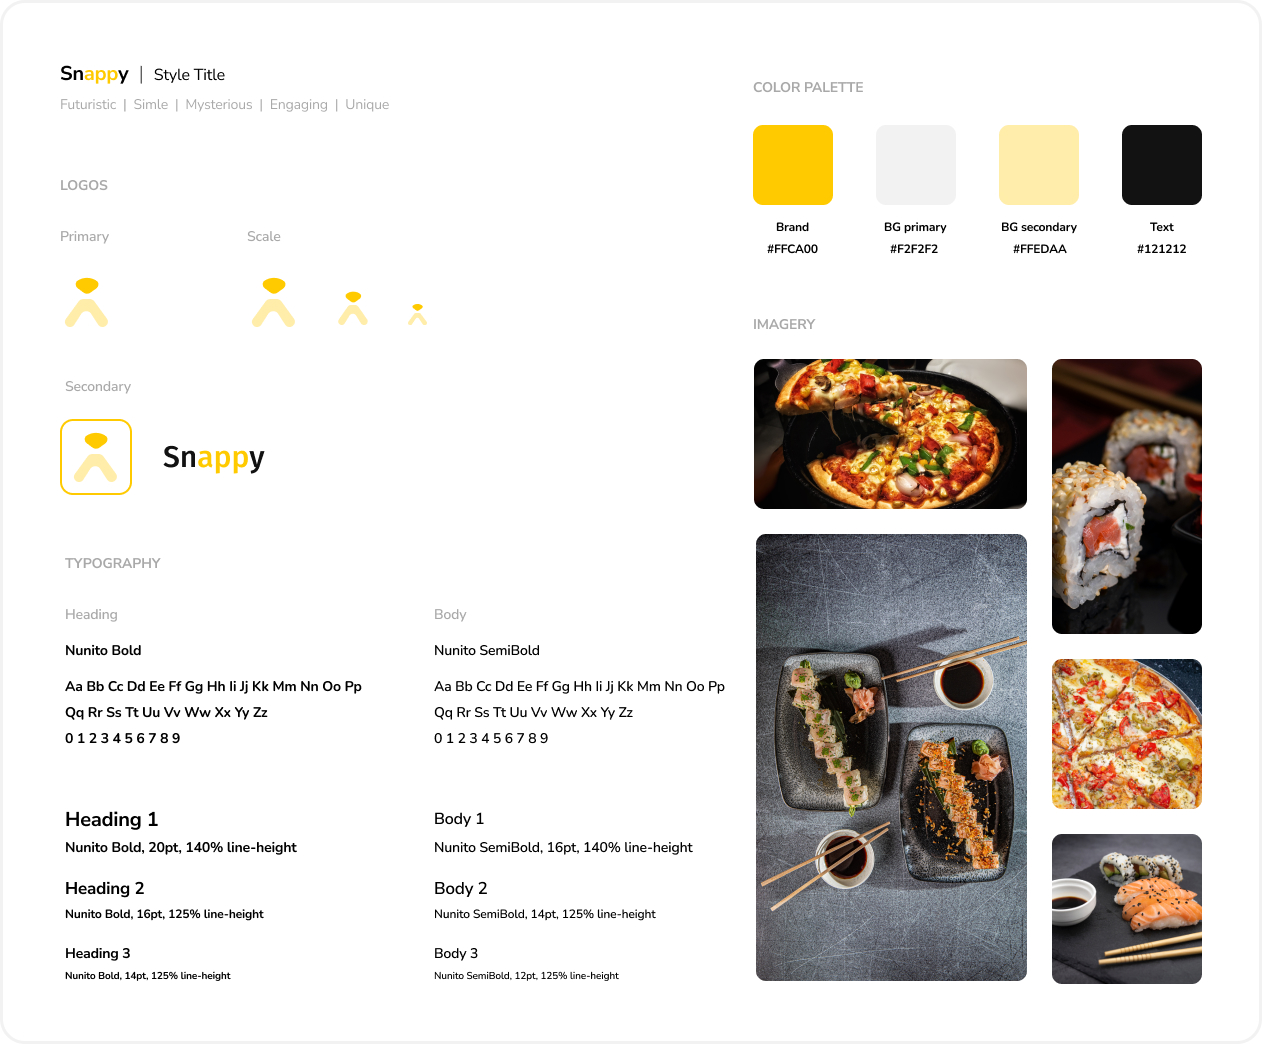 Snappy | Style Title
Futuristic | Simle | Mysterious | Engaging | Unique
LOGOS
Primary
Scale
Secondary
Snappy
TYPOGRAPHY
Heading
Nunito Bold
Aa Bb Cc Dd Ee Ff Gg Hh Ii Jj Kk Mm Nn Oo Pp
Qq Rr Ss Tt Uu Vv Ww Xx Yy Zz
0 1 2 3 4 5 6 7 8 9
Body
Nunito SemiBold
Aa Bb Cc Dd Ee Ff Gg Hh Ii Jj Kk Mm Nn Oo Pp
Qq Rr Ss Tt Uu Vv Ww Xx Yy Zz
0 1 2 3 4 5 6 7 8 9
Heading 1
Nunito Bold, 20pt, 140% line-height
Heading 2
Nunito Bold, 16pt, 125% line-height
Heading 3
Nunito Bold, 14pt, 125% line-height
Body 1
Nunito SemiBold, 16pt, 140% line-height
Body 2
Nunito SemiBold, 14pt, 125% line-height
Body 3
Nunito SemiBold, 12pt, 125% line-height
COLOR PALETTE
Brand
#FFCA00
BG primary
#F2F2F2
BG secondary
#FFEDAA
Text
#121212
IMAGERY